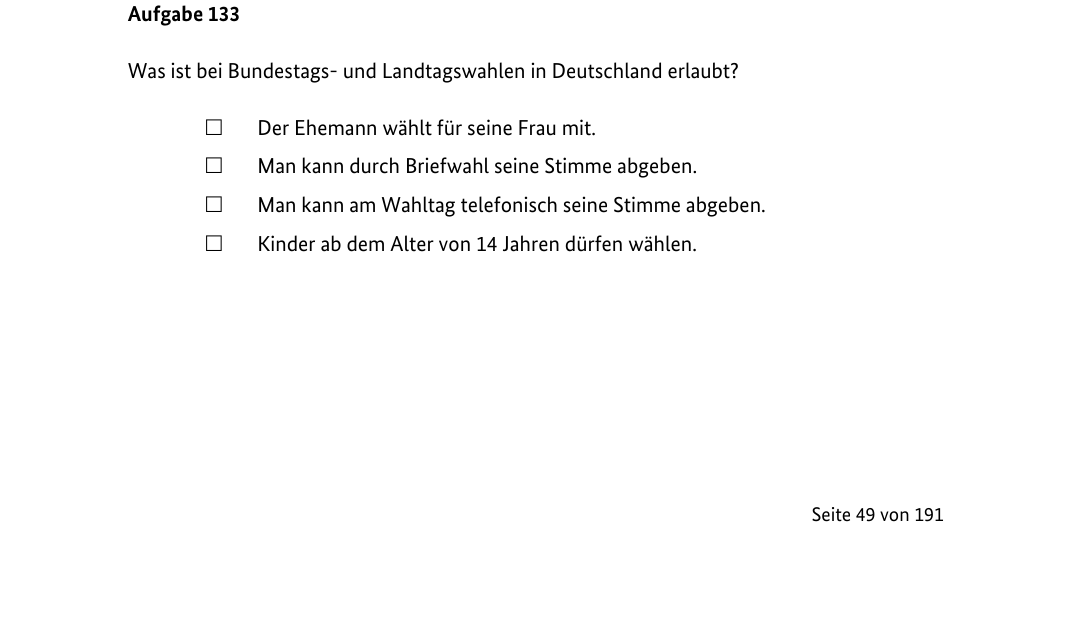 Aufgabe 133
Was ist bei Bundestags- und Landtagswahlen in Deutschland erlaubt?
☐ Der Ehemann wählt für seine Frau mit.
☐ Man kann durch Briefwahl seine Stimme abgeben.
☐ Man kann am Wahltag telefonisch seine Stimme abgeben.
☐ Kinder ab dem Alter von 14 Jahren dürfen wählen.
Seite 49 von 191